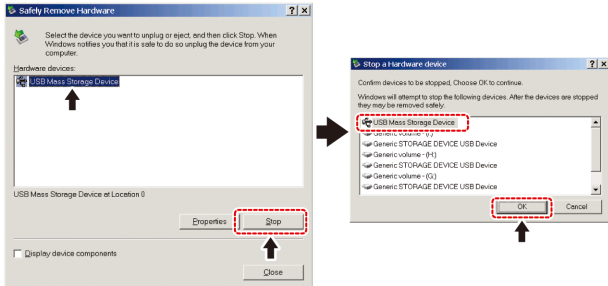 Safely Remove Hardware
Select the device you want to unplug or eject, and then click Stop. When
Windows notifies you that it is safe to do so unplug the device from your
computer.
Hardware devices:
USB Mass Storage Device
USB Mass Storage Device at Location 0
Properties
Stop
Display device components
Close
Stop a Hardware device
Confirm devices to be stopped, Choose OK to continue.
Windows will attempt to stop the following devices. After the devices are stopped
they may be removed safely.
USB Mass Storage Device
Generic volume - (I:)
Generic STORAGE DEVICE USB Device
Generic volume - (H:)
Generic STORAGE DEVICE USB Device
Generic volume - (G:)
Generic STORAGE DEVICE USB Device
OK
Cancel